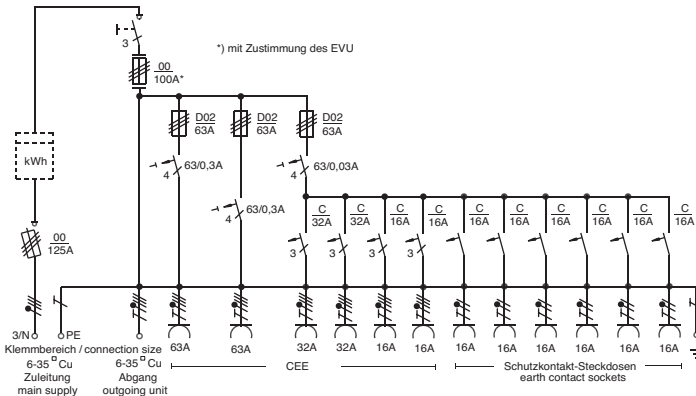 *) mit Zustimmung des EVU
3
00
100A*
D02
63A
D02
63A
D02
63A
kWh
4
63/0,3A
4
63/0,3A
4
63/0,03A
00
125A
C
32A
C
32A
C
16A
C
16A
C
16A
C
16A
C
16A
C
16A
C
16A
C
16A
3
3
3
3
3/N
PE
63A
63A
32A
32A
16A
16A
16A
16A
16A
16A
16A
16A
Klemmbereich / connection size
6-35 □ Cu
6-35 □ Cu
Zuleitung
main supply
Abgang
outgoing unit
CEE
Schutzkontakt-Steckdosen
earth contact sockets